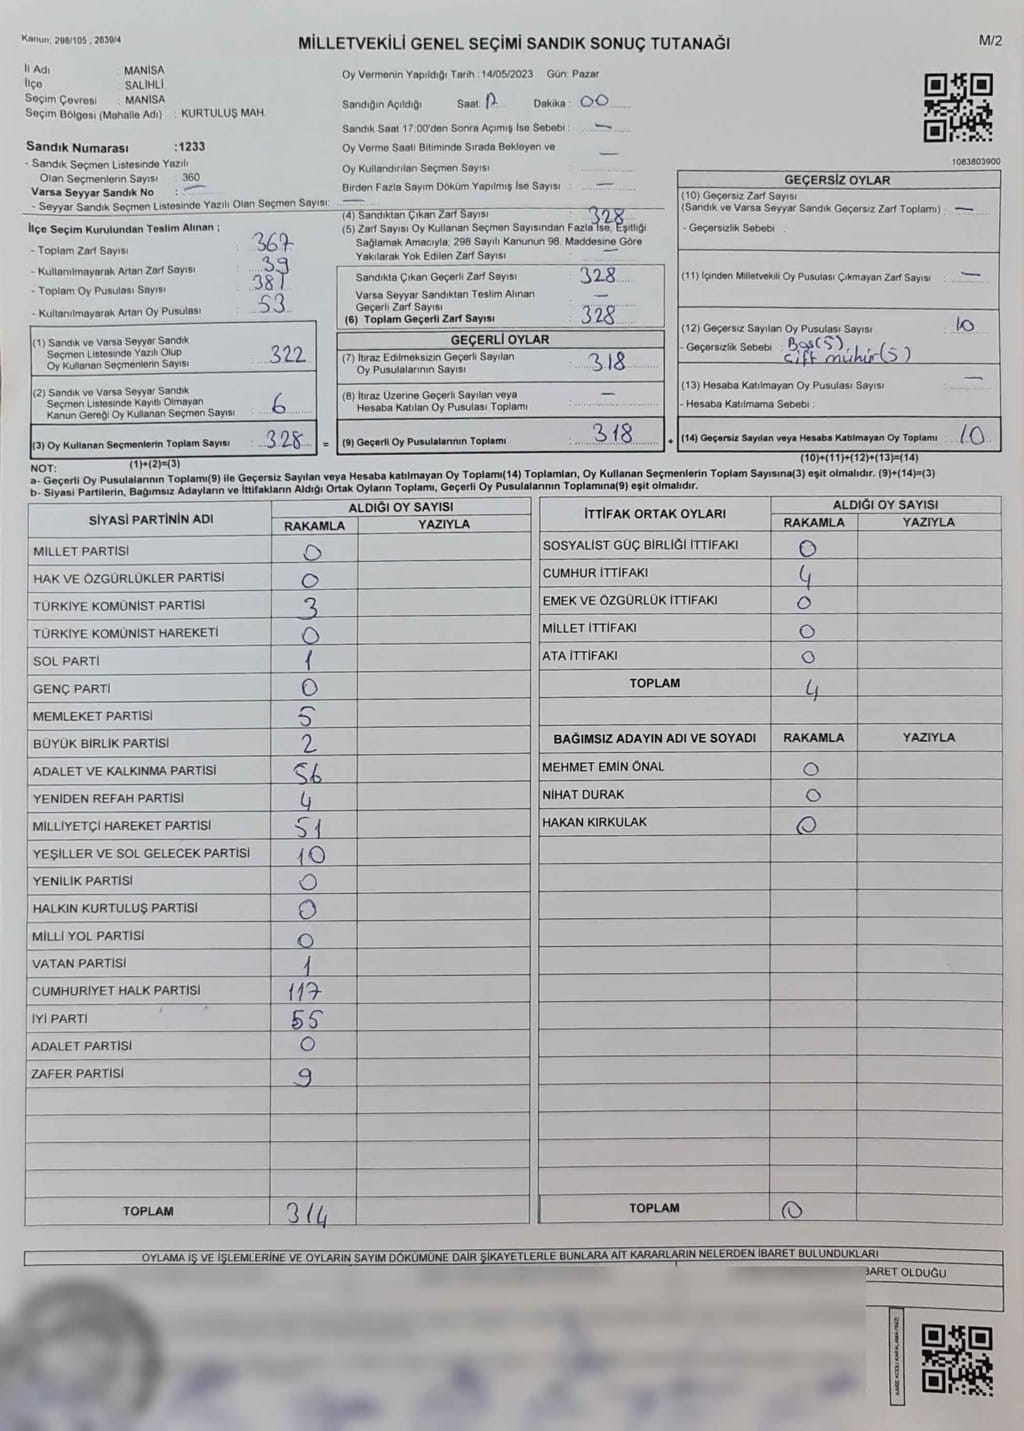 Kanun; 298/105 , 2839/4
MİLLETVEKİLİ GENEL SEÇİMİ SANDIK SONUÇ TUTANAĞI
M/2
İl Adı : MANİSA
İlçe : SALİHLİ
Seçim Çevresi : MANİSA
Seçim Bölgesi (Mahalle Adı) : KURTULUŞ MAH.
Sandık Numarası :1233
- Sandık Seçmen Listesinde Yazılı
Olan Seçmenlerin Sayısı : 360
Varsa Seyyar Sandık No : —
- Seyyar Sandık Seçmen Listesinde Yazılı Olan Seçmen Sayısı: —
Oy Vermenin Yapıldığı Tarih :14/05/2023 Gün: Pazar
Sandığın Açıldığı Saat: Dakika : 00
Sandık Saat 17:00'den Sonra Açımış İse Sebebi : —
Oy Verme Saati Bitiminde Sırada Bekleyen ve
Oy Kullandırılan Seçmen Sayısı : —
Birden Fazla Sayım Döküm Yapılmış İse Sayısı : —
1083803900
İlçe Seçim Kurulundan Teslim Alınan ;
- Toplam Zarf Sayısı : 367
- Kullanılmayarak Artan Zarf Sayısı : 39
- Toplam Oy Pusulası Sayısı : 381
- Kullanılmayarak Artan Oy Pusulası : 53
(4) Sandıktan Çıkan Zarf Sayısı : 328
(5) Zarf Sayısı Oy Kullanan Seçmen Sayısından Fazla İse, Eşitliği
Sağlamak Amacıyla; 298 Sayılı Kanunun 98. Maddesine Göre
Yakılarak Yok Edilen Zarf Sayısı : —
Sandıkta Çıkan Geçerli Zarf Sayısı : 328
Varsa Seyyar Sandıktan Teslim Alınan
Geçerli Zarf Sayısı : —
(6) Toplam Geçerli Zarf Sayısı : 328
GEÇERSİZ OYLAR
(10) Geçersiz Zarf Sayısı
(Sandık ve Varsa Seyyar Sandık Geçersiz Zarf Toplamı) : —
- Geçersizlik Sebebi :
(11) İçinden Milletvekili Oy Pusulası Çıkmayan Zarf Sayısı : —
(12) Geçersiz Sayılan Oy Pusulası Sayısı : 10
- Geçersizlik Sebebi : Boş(5),
çift mühür(5)
(13) Hesaba Katılmayan Oy Pusulası Sayısı : —
- Hesaba Katılmama Sebebi :
(14) Geçersiz Sayılan veya Hesaba Katılmayan Oy Toplamı : 10
(10)+(11)+(12)+(13)=(14)
(1) Sandık ve Varsa Seyyar Sandık
Seçmen Listesinde Yazılı Olup
Oy Kullanan Seçmenlerin Sayısı : 322
(2) Sandık ve Varsa Seyyar Sandık
Seçmen Listesinde Kayıtlı Olmayan
Kanun Gereği Oy Kullanan Seçmen Sayısı : 6
(3) Oy Kullanan Seçmenlerin Toplam Sayısı : 328 =
(1)+(2)=(3)
GEÇERLİ OYLAR
(7) İtiraz Edilmeksizin Geçerli Sayılan
Oy Pusulalarının Sayısı : 318
(8) İtiraz Üzerine Geçerli Sayılan veya
Hesaba Katılan Oy Pusulası Toplamı : —
(9) Geçerli Oy Pusulalarının Toplamı : 318 +
NOT:
a- Geçerli Oy Pusulalarının Toplamı(9) ile Geçersiz Sayılan veya Hesaba katılmayan Oy Toplamı(14) Toplamları, Oy Kullanan Seçmenlerin Toplam Sayısına(3) eşit olmalıdır. (9)+(14)=(3)
b- Siyasi Partilerin, Bağımsız Adayların ve İttifakların Aldığı Ortak Oyların Toplamı, Geçerli Oy Pusulalarının Toplamına(9) eşit olmalıdır.
SİYASİ PARTİNİN ADI
ALDIĞI OY SAYISI
RAKAMLA YAZIYLA
MİLLET PARTİSİ 0
HAK VE ÖZGÜRLÜKLER PARTİSİ 0
TÜRKİYE KOMÜNİST PARTİSİ 3
TÜRKİYE KOMÜNİST HAREKETİ 0
SOL PARTİ 1
GENÇ PARTİ 0
MEMLEKET PARTİSİ 5
BÜYÜK BİRLİK PARTİSİ 2
ADALET VE KALKINMA PARTİSİ 56
YENİDEN REFAH PARTİSİ 4
MİLLİYETÇİ HAREKET PARTİSİ 51
YEŞİLLER VE SOL GELECEK PARTİSİ 10
YENİLİK PARTİSİ 0
HALKIN KURTULUŞ PARTİSİ 0
MİLLİ YOL PARTİSİ 0
VATAN PARTİSİ 1
CUMHURİYET HALK PARTİSİ 117
İYİ PARTİ 55
ADALET PARTİSİ 0
ZAFER PARTİSİ 9
TOPLAM 314
İTTİFAK ORTAK OYLARI
ALDIĞI OY SAYISI
RAKAMLA YAZIYLA
SOSYALİST GÜÇ BİRLİĞİ İTTİFAKI 0
CUMHUR İTTİFAKI 4
EMEK VE ÖZGÜRLÜK İTTİFAKI 0
MİLLET İTTİFAKI 0
ATA İTTİFAKI 0
TOPLAM 4
BAĞIMSIZ ADAYIN ADI VE SOYADI RAKAMLA YAZIYLA
MEHMET EMİN ÖNAL 0
NİHAT DURAK 0
HAKAN KIRKULAK 0
TOPLAM 0
OYLAMA İŞ VE İŞLEMLERİNE VE OYLARIN SAYIM DÖKÜMÜNE DAİR ŞİKAYETLERLE BUNLARA AİT KARARLARIN NELERDEN İBARET BULUNDUKLARI
BARET OLDUĞU